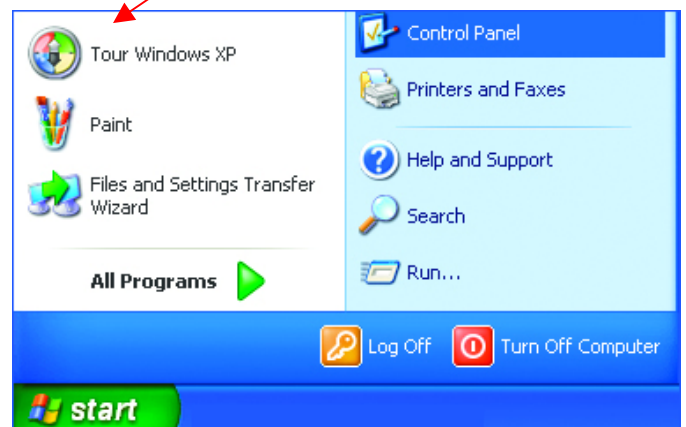 Tour Windows XP
Paint
Files and Settings Transfer
Wizard
All Programs
Control Panel
Printers and Faxes
Help and Support
Search
Run...
Log Off
Turn Off Computer
start